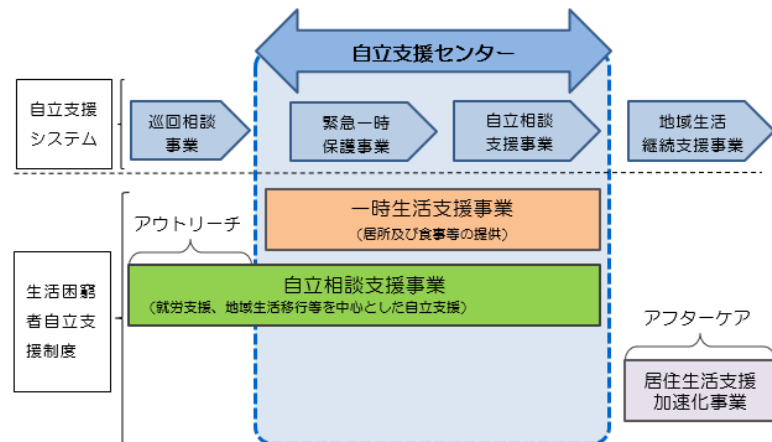 自立支援センター
自立支援
システム
巡回相談
事業
緊急一時
保護事業
自立相談
支援事業
地域生活
継続支援事業
一時生活支援事業
(居所及び食事等の提供)
アウトリーチ
自立相談支援事業
(就労支援、地域生活移行等を中心とした自立支援)
生活困窮
者自立支
援制度
アフターケア
居住生活支援
加速化事業